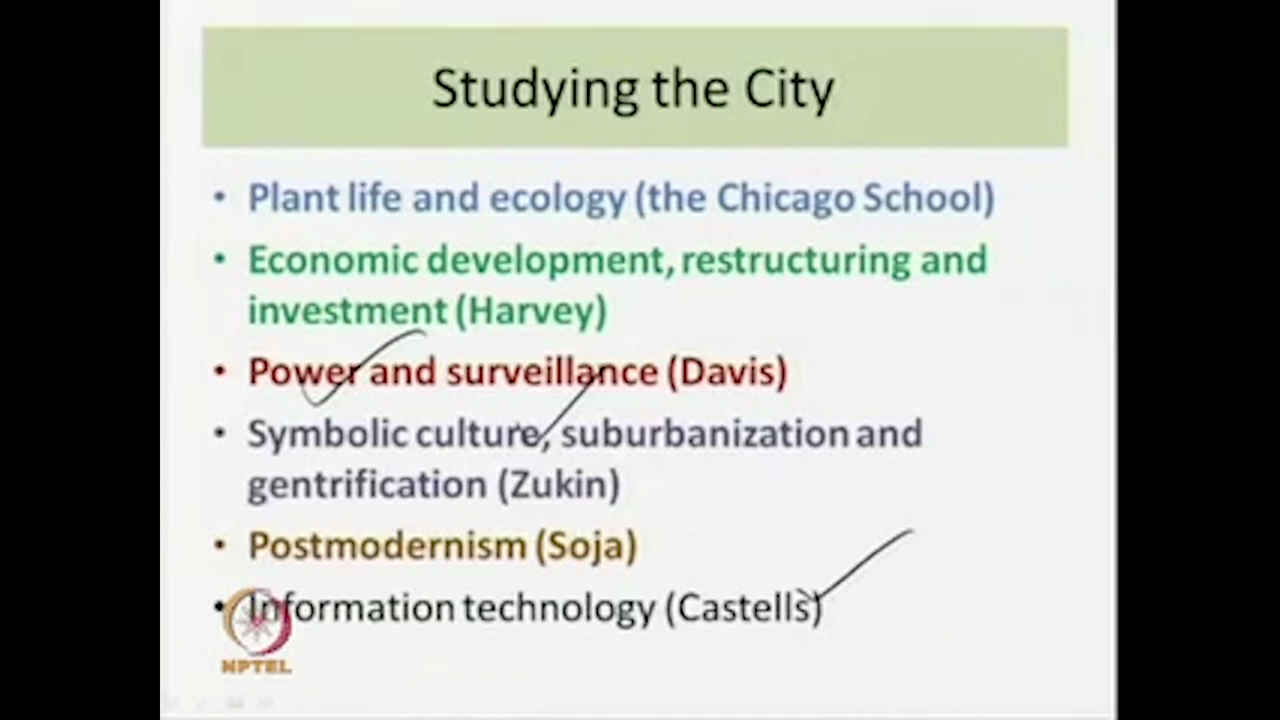 Studying the City
• Plant life and ecology (the Chicago School)
• Economic development, restructuring and
investment (Harvey)
• Power and surveillance (Davis)
• Symbolic culture, suburbanization and
gentrification (Zukin)
• Postmodernism (Soja)
• Information technology (Castells)
NPTEL